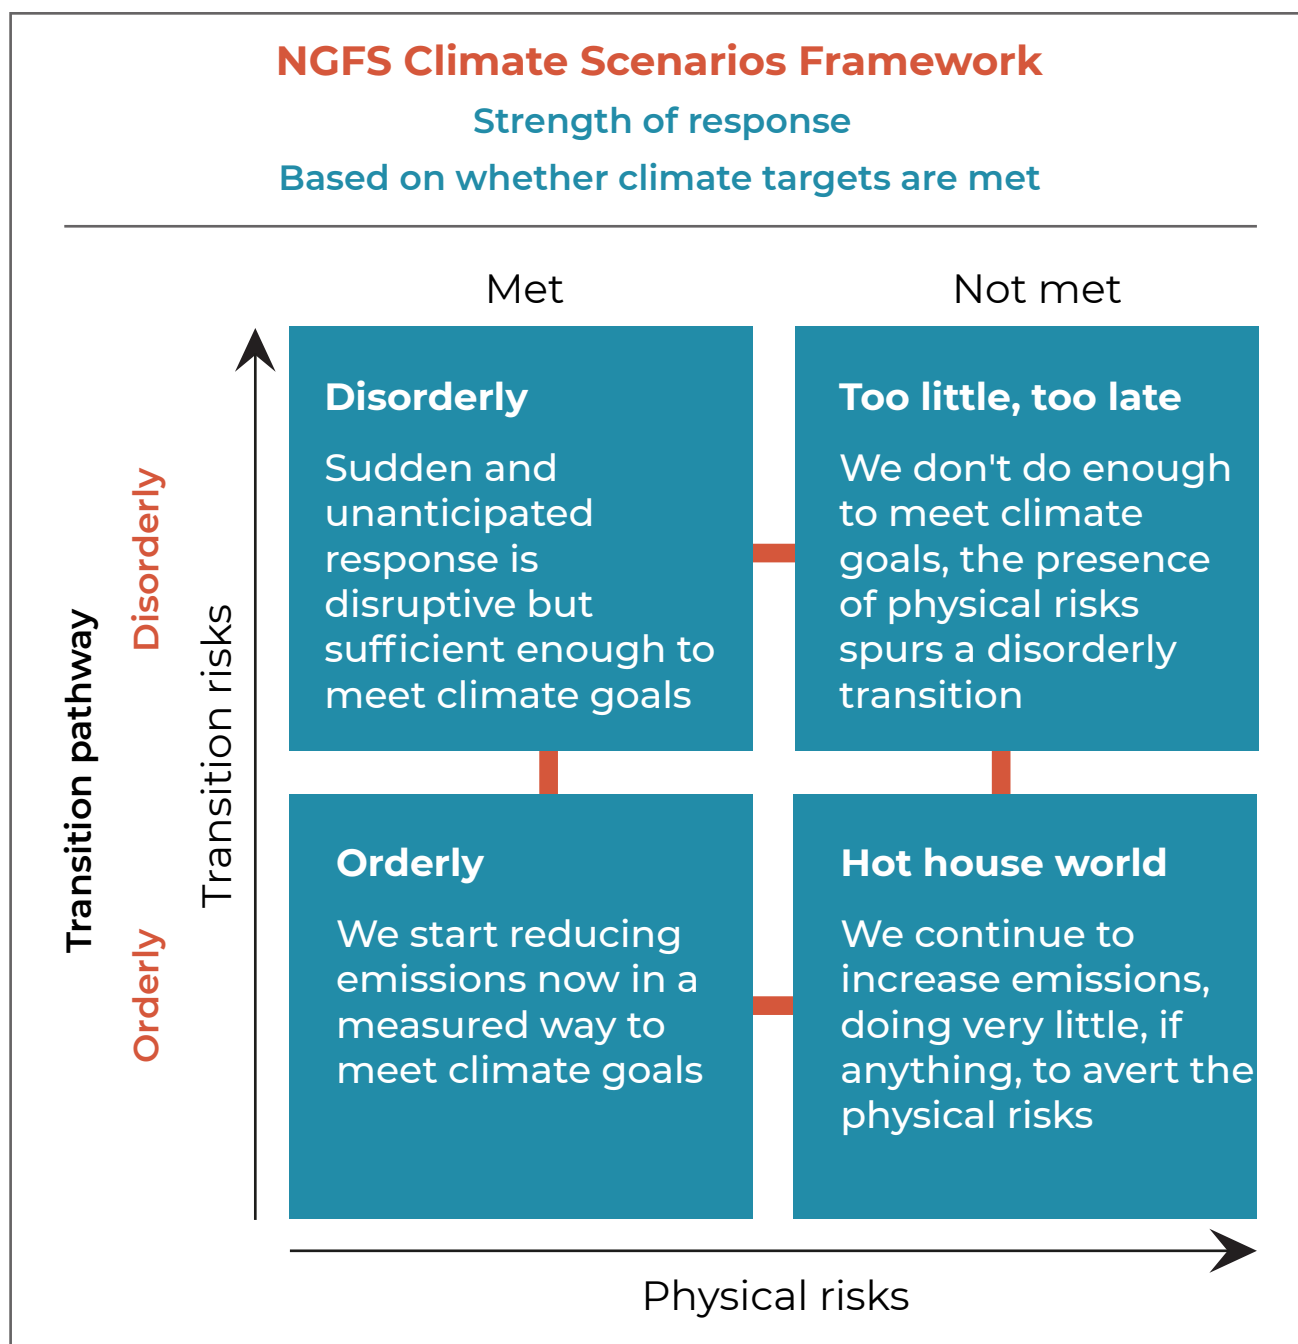 NGFS Climate Scenarios Framework
Strength of response
Based on whether climate targets are met
Met
Not met
Transition pathway
Disorderly
Orderly
Transition risks
Disorderly
Sudden and
unanticipated
response is
disruptive but
sufficient enough to
meet climate goals
Too little, too late
We don't do enough
to meet climate
goals, the presence
of physical risks
spurs a disorderly
transition
Orderly
We start reducing
emissions now in a
measured way to
meet climate goals
Hot house world
We continue to
increase emissions,
doing very little, if
anything, to avert the
physical risks
Physical risks